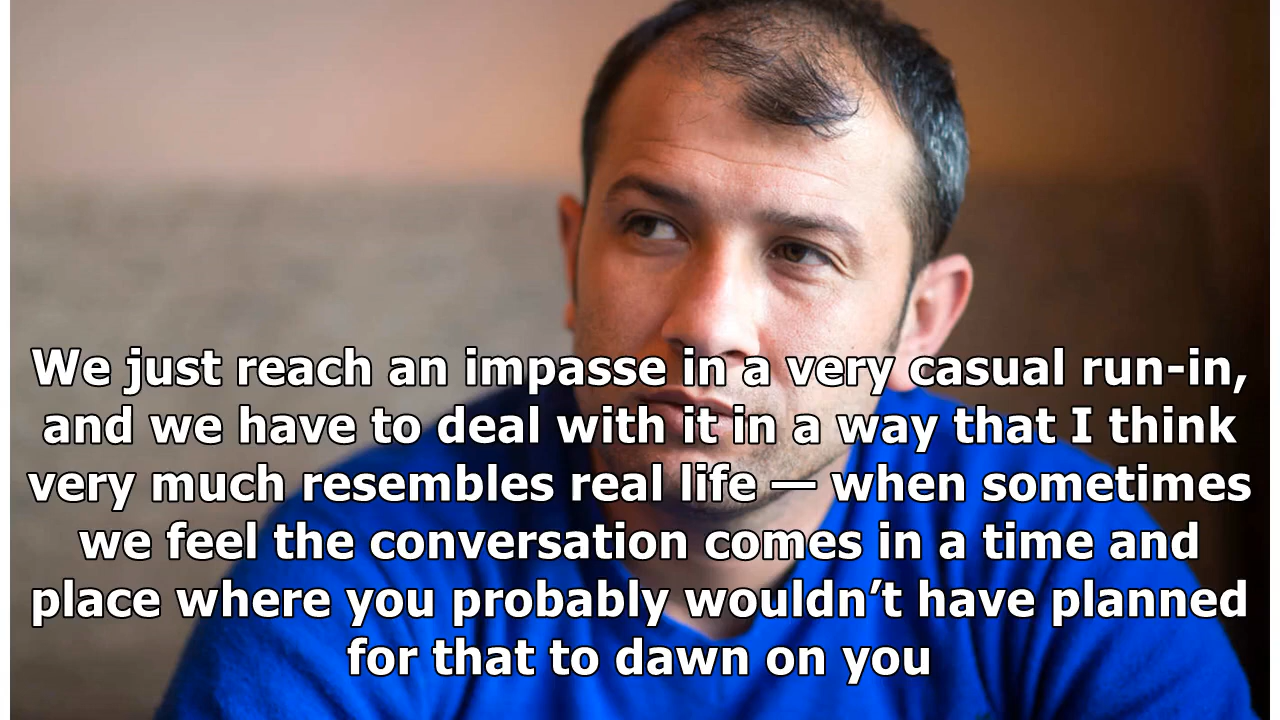 We just reach an impasse in a very casual run-in,
and we have to deal with it in a way that I think
very much resembles real life — when sometimes
we feel the conversation comes in a time and
place where you probably wouldn’t have planned
for that to dawn on you